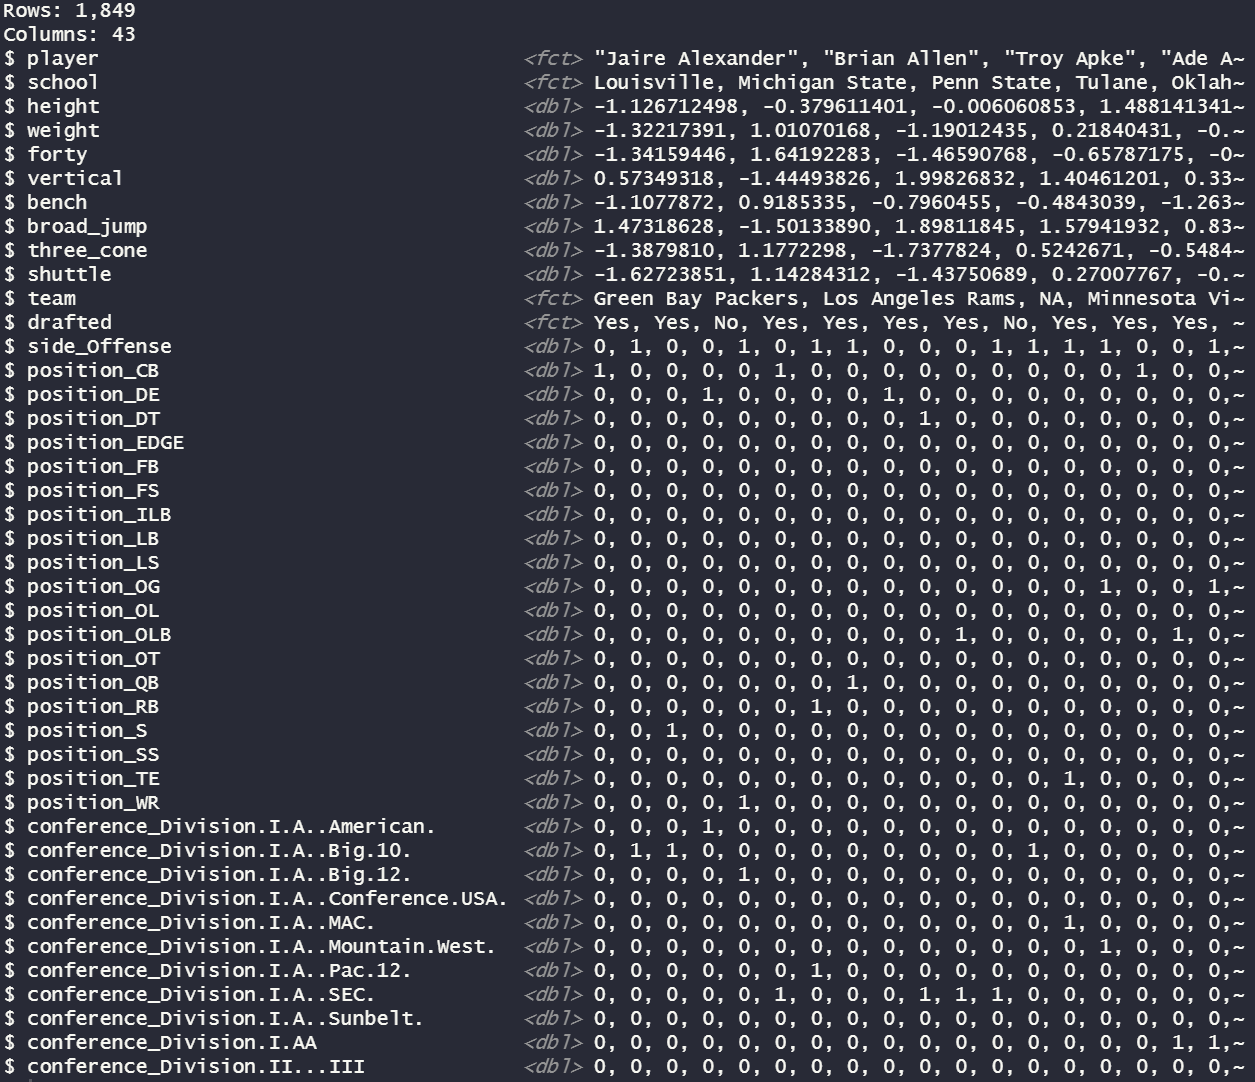 Rows: 1,849
Columns: 43
$ player <fct> "Jaire Alexander", "Brian Allen", "Troy Apke", "Ade A~
$ school <fct> Louisville, Michigan State, Penn State, Tulane, Oklah~
$ height <dbl> -1.126712498, -0.379611401, -0.006060853, 1.488141341~
$ weight <dbl> -1.32217391, 1.01070168, -1.19012435, 0.21840431, -0.~
$ forty <dbl> -1.34159446, 1.64192283, -1.46590768, -0.65787175, -0~
$ vertical <dbl> 0.57349318, -1.44493826, 1.99826832, 1.40461201, 0.33~
$ bench <dbl> -1.1077872, 0.9185335, -0.7960455, -0.4843039, -1.263~
$ broad_jump <dbl> 1.47318628, -1.50133890, 1.89811845, 1.57941932, 0.83~
$ three_cone <dbl> -1.3879810, 1.1772298, -1.7377824, 0.5242671, -0.5484~
$ shuttle <dbl> -1.62723851, 1.14284312, -1.43750689, 0.27007767, -0.~
$ team <fct> Green Bay Packers, Los Angeles Rams, NA, Minnesota Vi~
$ drafted <fct> Yes, Yes, No, Yes, Yes, Yes, Yes, No, Yes, Yes, Yes, ~
$ side_Offense <dbl> 0, 1, 0, 0, 1, 0, 1, 1, 0, 0, 0, 1, 1, 1, 1, 0, 0, 1,~
$ position_CB <dbl> 1, 0, 0, 0, 0, 1, 0, 0, 0, 0, 0, 0, 0, 0, 0, 1, 0, 0,~
$ position_DE <dbl> 0, 0, 0, 1, 0, 0, 0, 0, 1, 0, 0, 0, 0, 0, 0, 0, 0, 0,~
$ position_DT <dbl> 0, 0, 0, 0, 0, 0, 0, 0, 0, 1, 0, 0, 0, 0, 0, 0, 0, 0,~
$ position_EDGE <dbl> 0, 0, 0, 0, 0, 0, 0, 0, 0, 0, 0, 0, 0, 0, 0, 0, 0, 0,~
$ position_FB <dbl> 0, 0, 0, 0, 0, 0, 0, 0, 0, 0, 0, 0, 0, 0, 0, 0, 0, 0,~
$ position_FS <dbl> 0, 0, 0, 0, 0, 0, 0, 0, 0, 0, 0, 0, 0, 0, 0, 0, 0, 0,~
$ position_ILB <dbl> 0, 0, 0, 0, 0, 0, 0, 0, 0, 0, 0, 0, 0, 0, 0, 0, 0, 0,~
$ position_LB <dbl> 0, 0, 0, 0, 0, 0, 0, 0, 0, 0, 0, 0, 0, 0, 0, 0, 0, 0,~
$ position_LS <dbl> 0, 0, 0, 0, 0, 0, 0, 0, 0, 0, 0, 0, 0, 0, 0, 0, 0, 0,~
$ position_OG <dbl> 0, 0, 0, 0, 0, 0, 0, 0, 0, 0, 0, 0, 0, 0, 1, 0, 0, 1,~
$ position_OL <dbl> 0, 0, 0, 0, 0, 0, 0, 0, 0, 0, 0, 0, 0, 0, 0, 0, 0, 0,~
$ position_OLB <dbl> 0, 0, 0, 0, 0, 0, 0, 0, 0, 0, 1, 0, 0, 0, 0, 0, 1, 0,~
$ position_OT <dbl> 0, 0, 0, 0, 0, 0, 0, 0, 0, 0, 0, 0, 0, 0, 0, 0, 0, 0,~
$ position_QB <dbl> 0, 0, 0, 0, 0, 0, 0, 1, 0, 0, 0, 0, 0, 0, 0, 0, 0, 0,~
$ position_RB <dbl> 0, 0, 0, 0, 0, 0, 1, 0, 0, 0, 0, 0, 0, 0, 0, 0, 0, 0,~
$ position_S <dbl> 0, 0, 1, 0, 0, 0, 0, 0, 0, 0, 0, 0, 0, 0, 0, 0, 0, 0,~
$ position_SS <dbl> 0, 0, 0, 0, 0, 0, 0, 0, 0, 0, 0, 0, 0, 0, 0, 0, 0, 0,~
$ position_TE <dbl> 0, 0, 0, 0, 0, 0, 0, 0, 0, 0, 0, 0, 0, 1, 0, 0, 0, 0,~
$ position_WR <dbl> 0, 0, 0, 0, 1, 0, 0, 0, 0, 0, 0, 0, 0, 0, 0, 0, 0, 0,~
$ conference_Division.I.A..American. <dbl> 0, 0, 0, 1, 0, 0, 0, 0, 0, 0, 0, 0, 0, 0, 0, 0, 0, 0,~
$ conference_Division.I.A..Big.10. <dbl> 0, 1, 1, 0, 0, 0, 0, 0, 0, 0, 0, 0, 1, 0, 0, 0, 0, 0,~
$ conference_Division.I.A..Big.12. <dbl> 0, 0, 0, 0, 1, 0, 0, 0, 0, 0, 0, 0, 0, 0, 0, 0, 0, 0,~
$ conference_Division.I.A..Conference.USA. <dbl> 0, 0, 0, 0, 0, 0, 0, 0, 0, 0, 0, 0, 0, 0, 0, 0, 0, 0,~
$ conference_Division.I.A..MAC. <dbl> 0, 0, 0, 0, 0, 0, 0, 0, 0, 0, 0, 0, 0, 1, 0, 0, 0, 0,~
$ conference_Division.I.A..Mountain.West. <dbl> 0, 0, 0, 0, 0, 0, 0, 0, 0, 0, 0, 0, 0, 0, 1, 0, 0, 0,~
$ conference_Division.I.A..Pac.12. <dbl> 0, 0, 0, 0, 0, 0, 1, 0, 0, 0, 0, 0, 0, 0, 0, 0, 0, 0,~
$ conference_Division.I.A..SEC. <dbl> 0, 0, 0, 0, 0, 1, 0, 0, 0, 1, 1, 1, 0, 0, 0, 0, 0, 0,~
$ conference_Division.I.A..Sunbelt. <dbl> 0, 0, 0, 0, 0, 0, 0, 0, 0, 0, 0, 0, 0, 0, 0, 0, 0, 0,~
$ conference_Division.I.AA <dbl> 0, 0, 0, 0, 0, 0, 0, 0, 0, 0, 0, 0, 0, 0, 0, 0, 1, 1,~
$ conference_Division.II...III <dbl> 0, 0, 0, 0, 0, 0, 0, 0, 0, 0, 0, 0, 0, 0, 0, 0, 0, 0,~